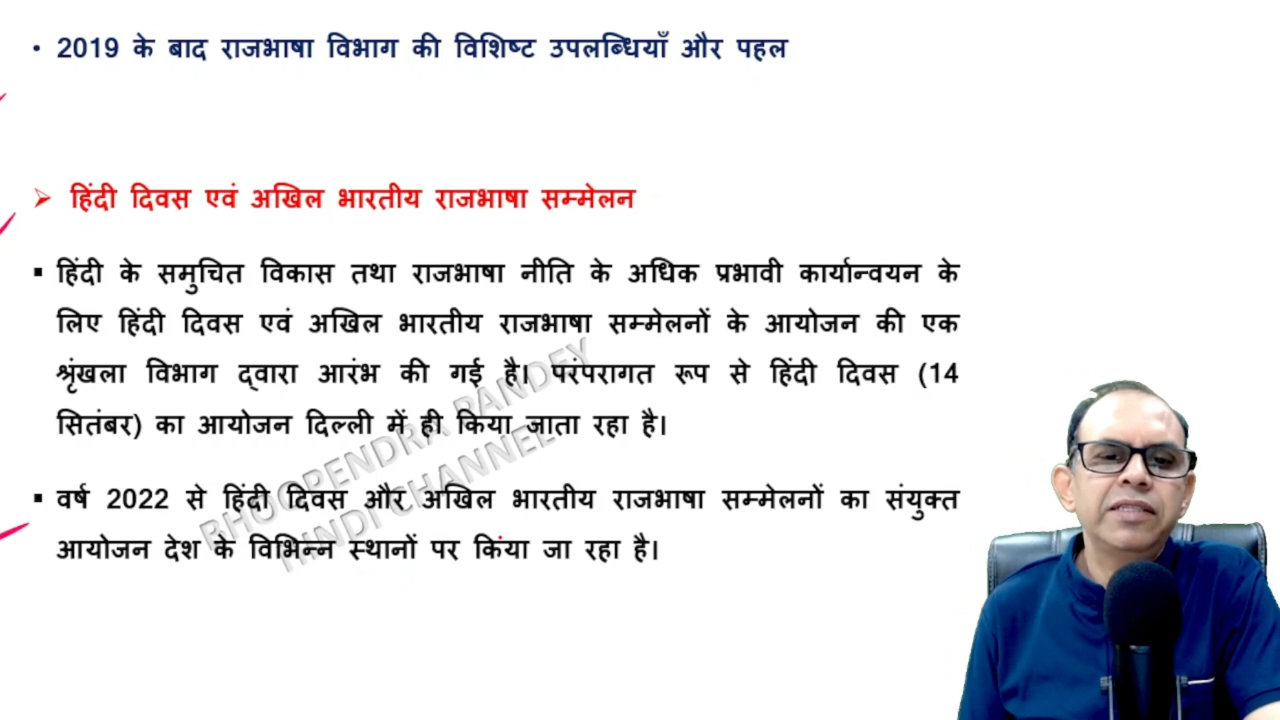 • 2019 के बाद राजभाषा विभाग की विशिष्ट उपलब्धियाँ और पहल
➢ हिंदी दिवस एवं अखिल भारतीय राजभाषा सम्मेलन
▪ हिंदी के समुचित विकास तथा राजभाषा नीति के अधिक प्रभावी कार्यान्वयन के
लिए हिंदी दिवस एवं अखिल भारतीय राजभाषा सम्मेलनों के आयोजन की एक
श्रृंखला विभाग द्वारा आरंभ की गई है। परंपरागत रूप से हिंदी दिवस (14
सितंबर) का आयोजन दिल्ली में ही किया जाता रहा है।
▪ वर्ष 2022 से हिंदी दिवस और अखिल भारतीय राजभाषा सम्मेलनों का संयुक्त
आयोजन देश के विभिन्न स्थानों पर किया जा रहा है।
BHOOPENDRA PANDEY
HINDI CHANNEL